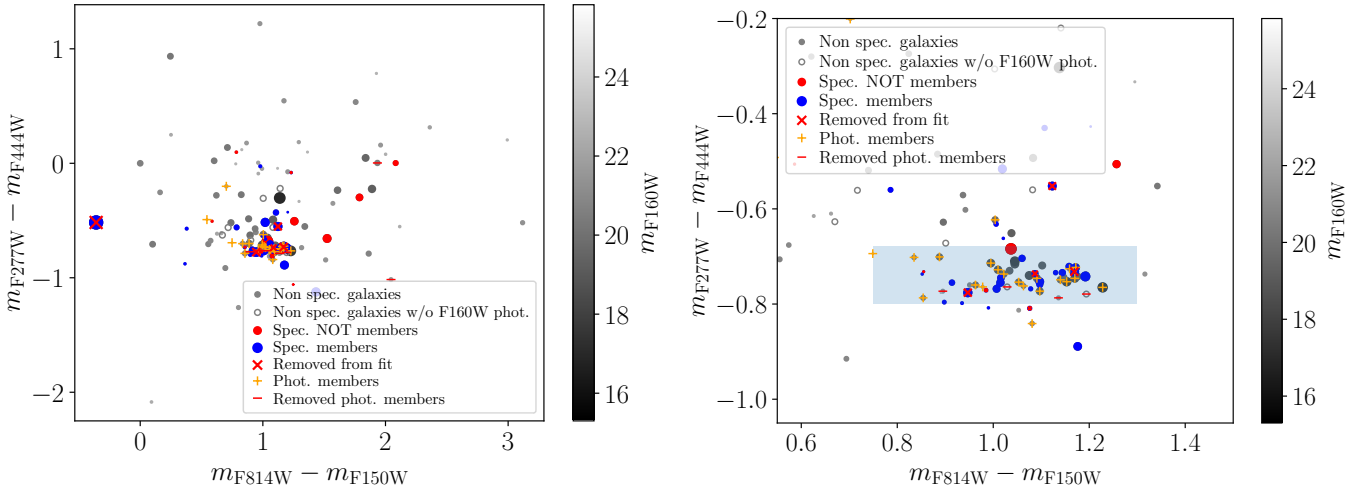 1
0
−1
−2
m_F277W − m_F444W
0
1
2
3
m_F814W − m_F150W
Non spec. galaxies
Non spec. galaxies w/o F160W phot.
Spec. NOT members
Spec. members
Removed from fit
Phot. members
Removed phot. members
24
22
20
18
16
m_F160W
−0.2
−0.4
−0.6
−0.8
−1.0
m_F277W − m_F444W
0.6
0.8
1.0
1.2
1.4
m_F814W − m_F150W
Non spec. galaxies
Non spec. galaxies w/o F160W phot.
Spec. NOT members
Spec. members
Removed from fit
Phot. members
Removed phot. members
24
22
20
18
16
m_F160W